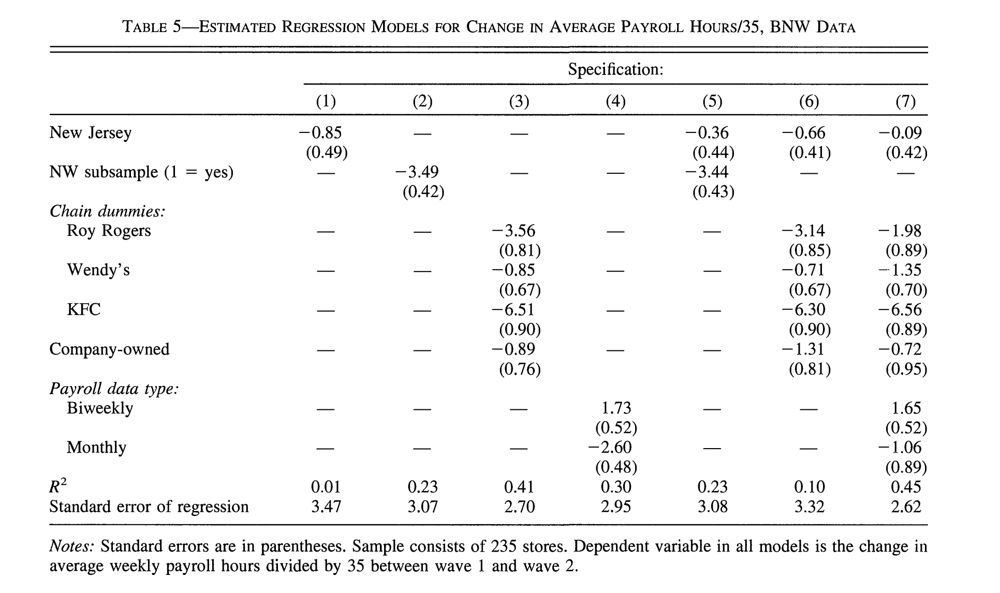 TABLE 5—ESTIMATED REGRESSION MODELS FOR CHANGE IN AVERAGE PAYROLL HOURS/35, BNW DATA
Specification:
(1) (2) (3) (4) (5) (6) (7)
New Jersey −0.85 — — — −0.36 −0.66 −0.09
(0.49) (0.44) (0.41) (0.42)
NW subsample (1 = yes) — −3.49 — — −3.44 — —
(0.42) (0.43)
Chain dummies:
Roy Rogers — — −3.56 — — −3.14 −1.98
(0.81) (0.85) (0.89)
Wendy's — — −0.85 — — −0.71 −1.35
(0.67) (0.67) (0.70)
KFC — — −6.51 — — −6.30 −6.56
(0.90) (0.90) (0.89)
Company-owned — — −0.89 — — −1.31 −0.72
(0.76) (0.81) (0.95)
Payroll data type:
Biweekly — — — 1.73 — — 1.65
(0.52) (0.52)
Monthly — — — −2.60 — — −1.06
(0.48) (0.89)
R² 0.01 0.23 0.41 0.30 0.23 0.10 0.45
Standard error of regression 3.47 3.07 2.70 2.95 3.08 3.32 2.62
Notes: Standard errors are in parentheses. Sample consists of 235 stores. Dependent variable in all models is the change in
average weekly payroll hours divided by 35 between wave 1 and wave 2.